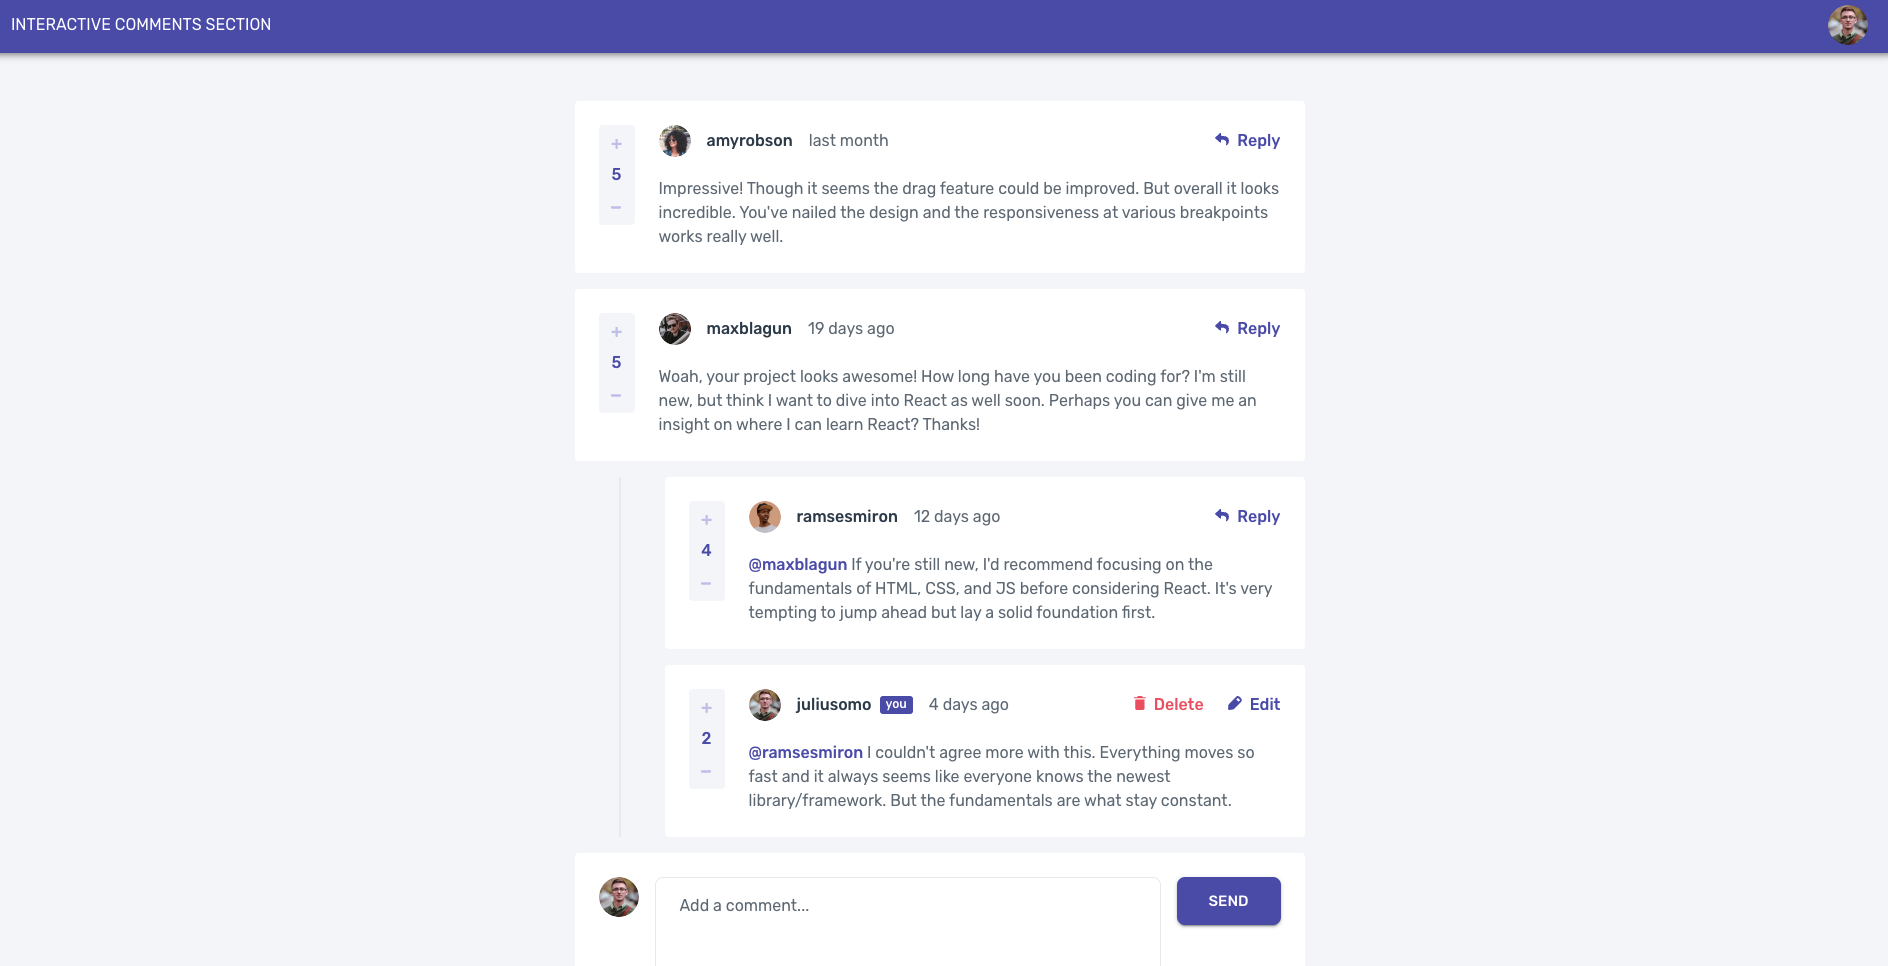 INTERACTIVE COMMENTS SECTION
+
5
−
amyrobson last month Reply
Impressive! Though it seems the drag feature could be improved. But overall it looks
incredible. You've nailed the design and the responsiveness at various breakpoints
works really well.
+
5
−
maxblagun 19 days ago Reply
Woah, your project looks awesome! How long have you been coding for? I'm still
new, but think I want to dive into React as well soon. Perhaps you can give me an
insight on where I can learn React? Thanks!
+
4
−
ramsesmiron 12 days ago Reply
@maxblagun If you're still new, I'd recommend focusing on the
fundamentals of HTML, CSS, and JS before considering React. It's very
tempting to jump ahead but lay a solid foundation first.
+
2
−
juliusomo you 4 days ago Delete Edit
@ramsesmiron I couldn't agree more with this. Everything moves so
fast and it always seems like everyone knows the newest
library/framework. But the fundamentals are what stay constant.
Add a comment... SEND